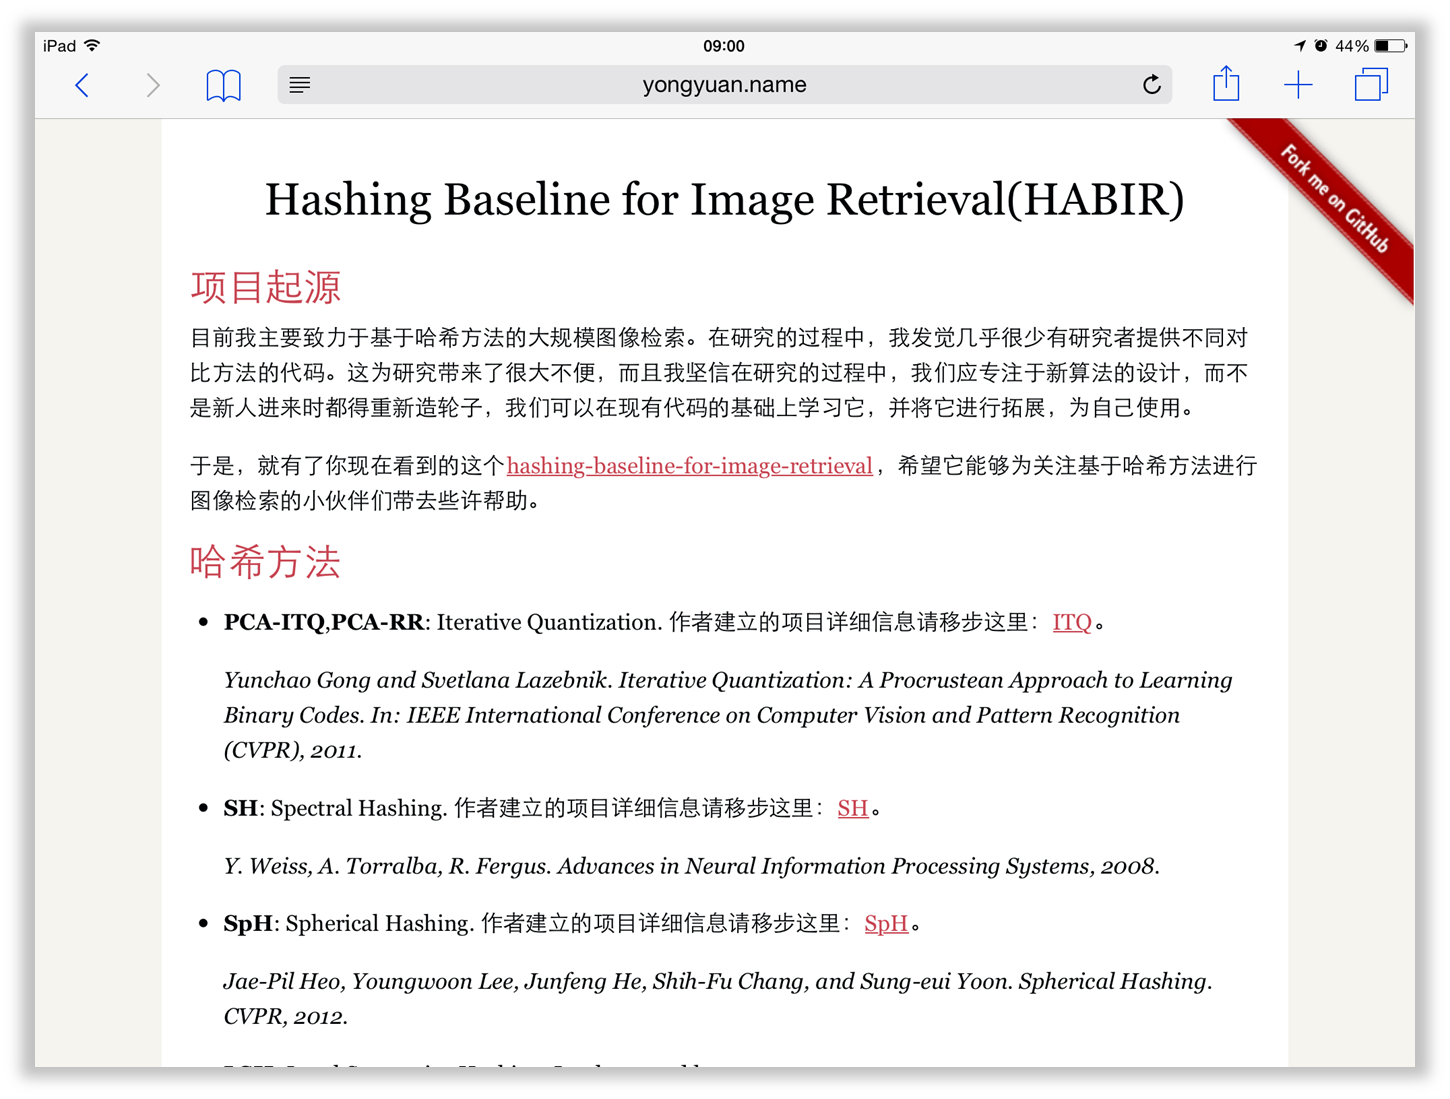 iPad
09:00
44%
yongyuan.name
Fork me on GitHub
Hashing Baseline for Image Retrieval(HABIR)
项目起源
目前我主要致力于基于哈希方法的大规模图像检索。在研究的过程中，我发觉几乎很少有研究者提供不同对
比方法的代码。这为研究带来了很大不便，而且我坚信在研究的过程中，我们应专注于新算法的设计，而不
是新人进来时都得重新造轮子，我们可以在现有代码的基础上学习它，并将它进行拓展，为自己使用。
于是，就有了你现在看到的这个hashing-baseline-for-image-retrieval，希望它能够为关注基于哈希方法进行
图像检索的小伙伴们带去些许帮助。
哈希方法
PCA-ITQ,PCA-RR: Iterative Quantization. 作者建立的项目详细信息请移步这里：ITQ。
Yunchao Gong and Svetlana Lazebnik. Iterative Quantization: A Procrustean Approach to Learning
Binary Codes. In: IEEE International Conference on Computer Vision and Pattern Recognition
(CVPR), 2011.
SH: Spectral Hashing. 作者建立的项目详细信息请移步这里：SH。
Y. Weiss, A. Torralba, R. Fergus. Advances in Neural Information Processing Systems, 2008.
SpH: Spherical Hashing. 作者建立的项目详细信息请移步这里：SpH。
Jae-Pil Heo, Youngwoon Lee, Junfeng He, Shih-Fu Chang, and Sung-eui Yoon. Spherical Hashing.
CVPR, 2012.